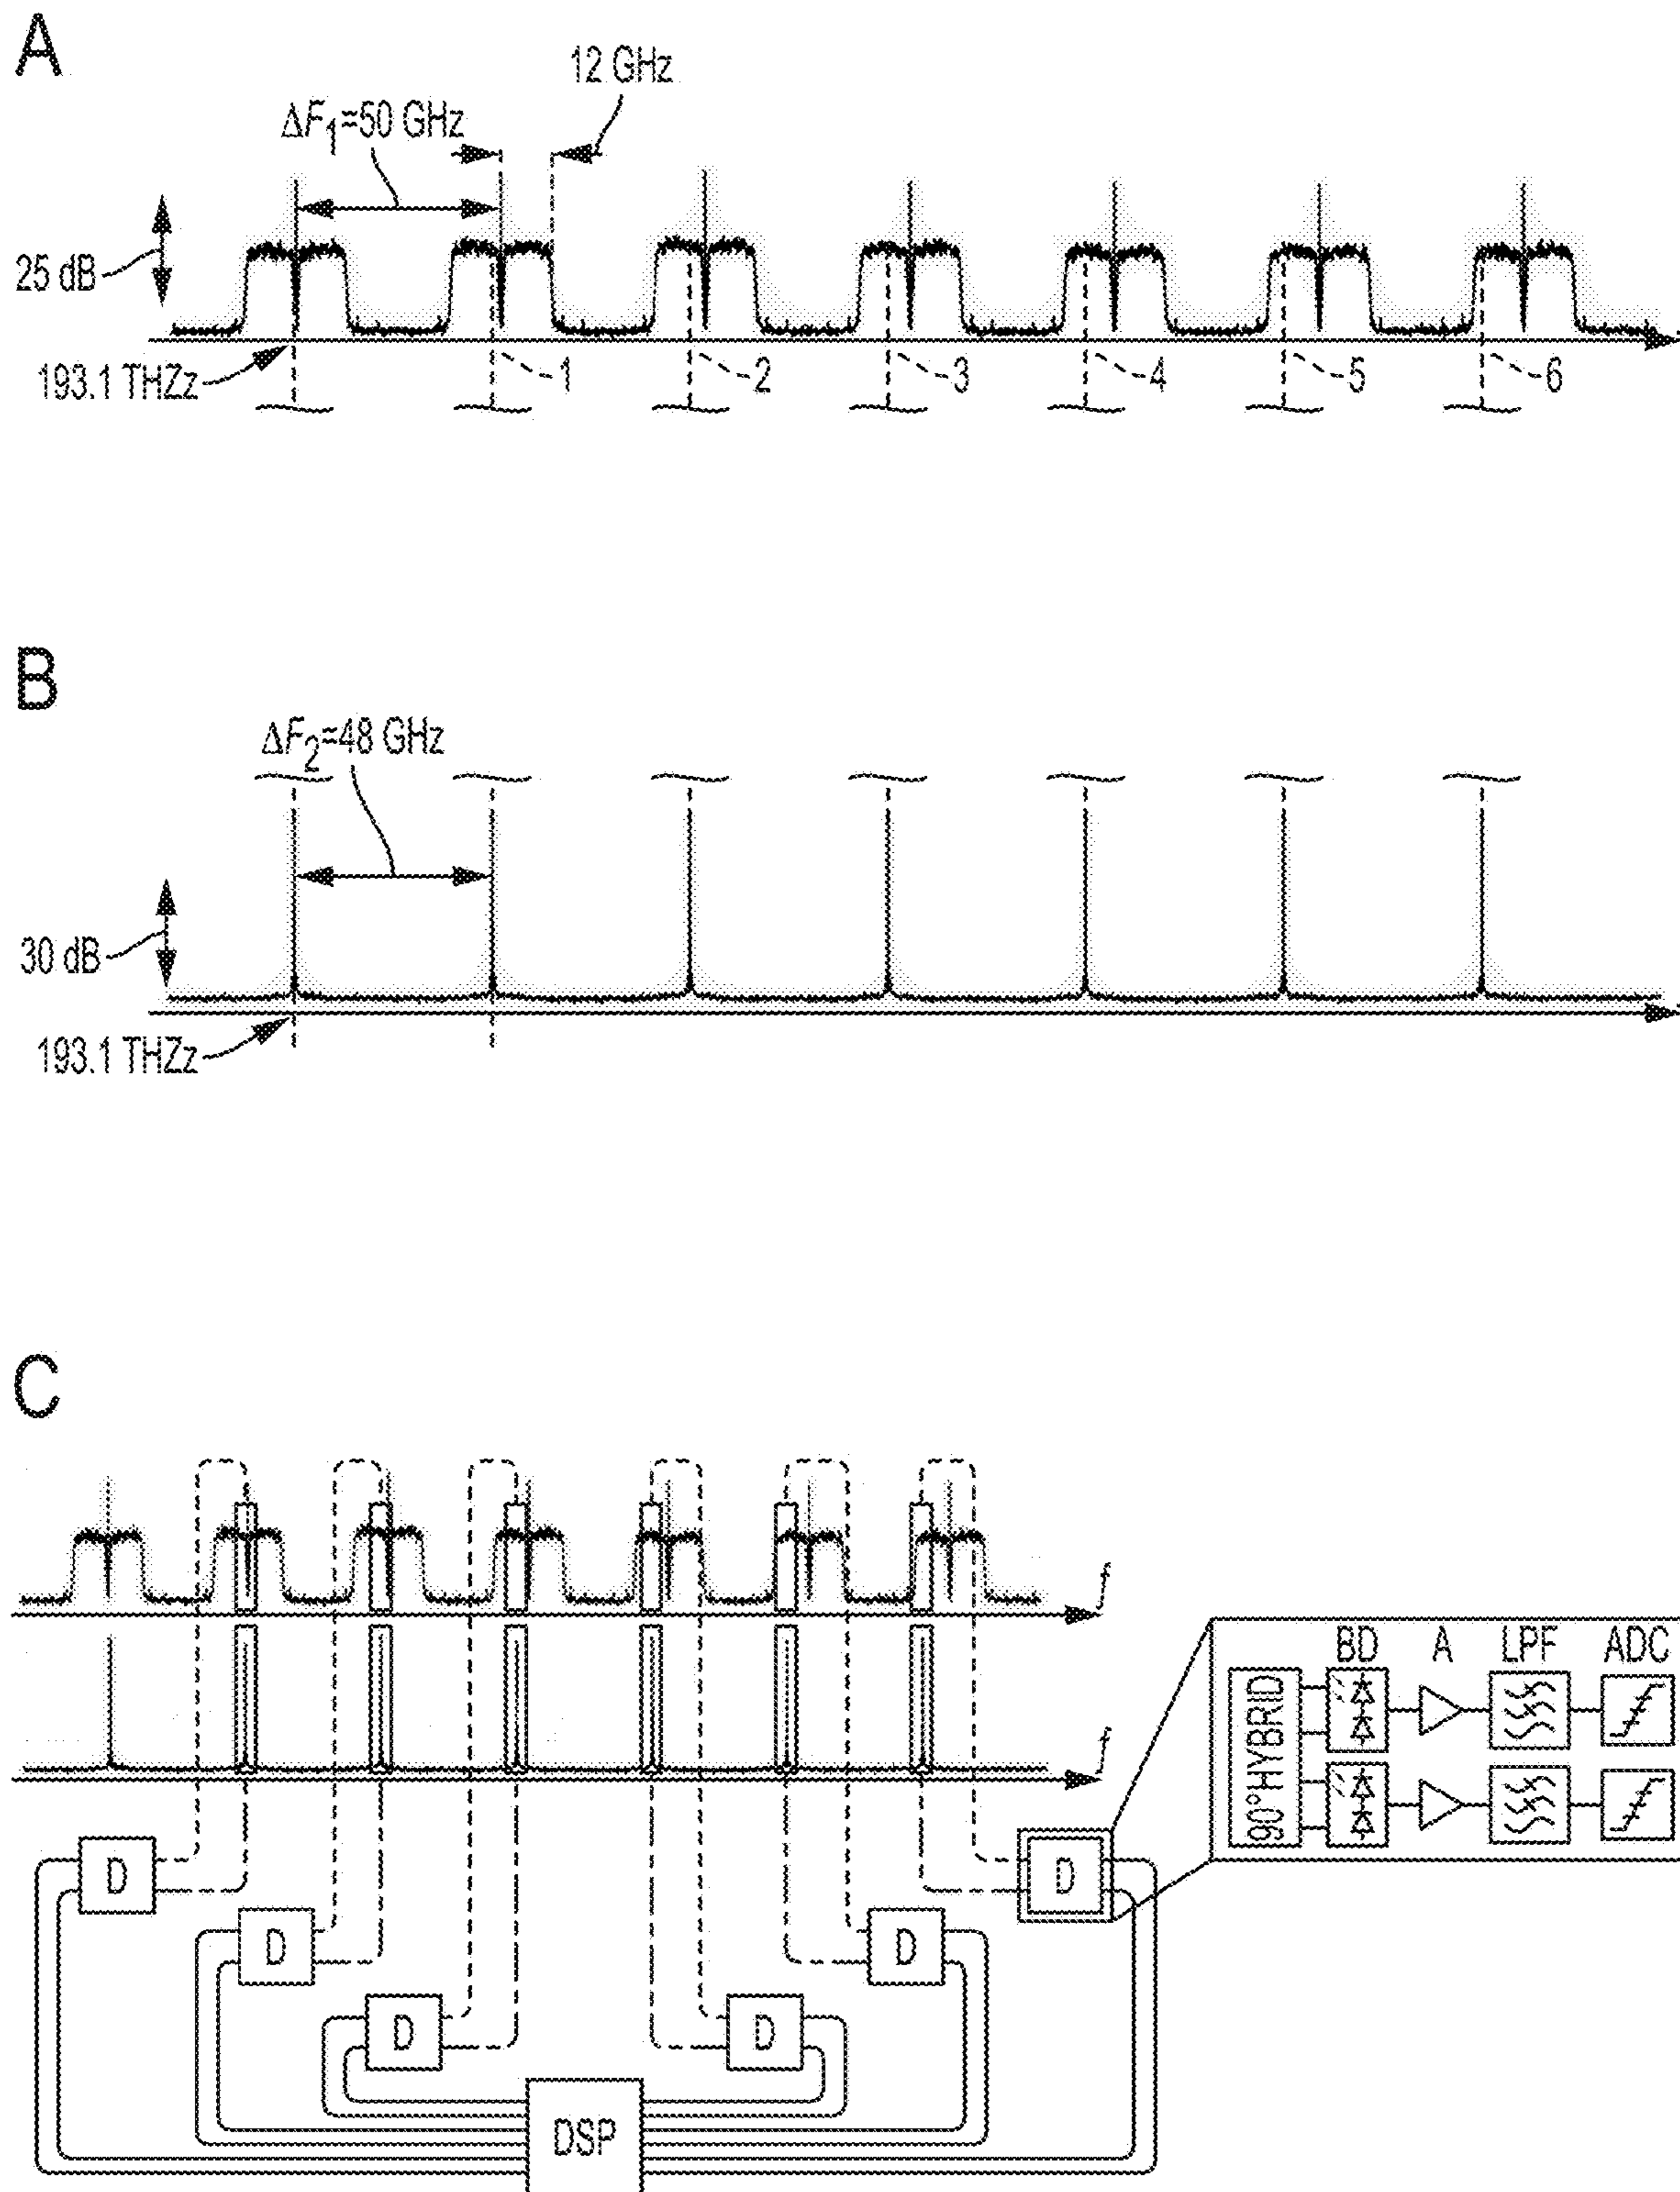 A
12 GHz
ΔF1=50 GHz
25 dB
193.1 THZz
1
2
3
4
5
6
B
ΔF2=48 GHz
30 dB
193.1 THZz
C
f
f
BD A LPF ADC
90°HYBRID
D
D
D
D
D
D
DSP